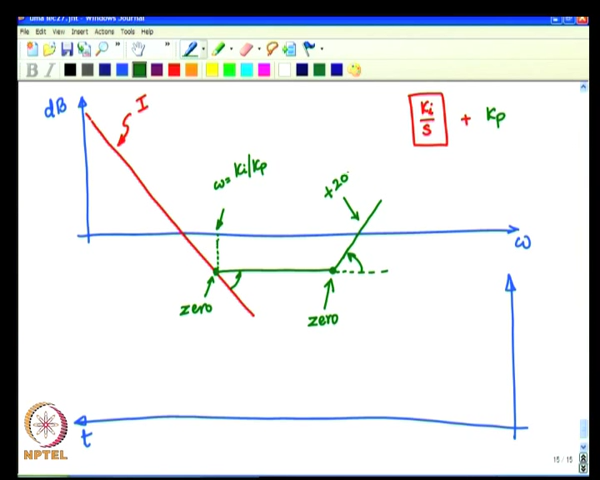 uma lec27.jnt - Windows Journal
File Edit View Insert Actions Tools Help
B I
dB
I
Ki/s + Kp
ω=Ki/Kp
+20
ω
zero
zero
t
NPTEL
15 / 15